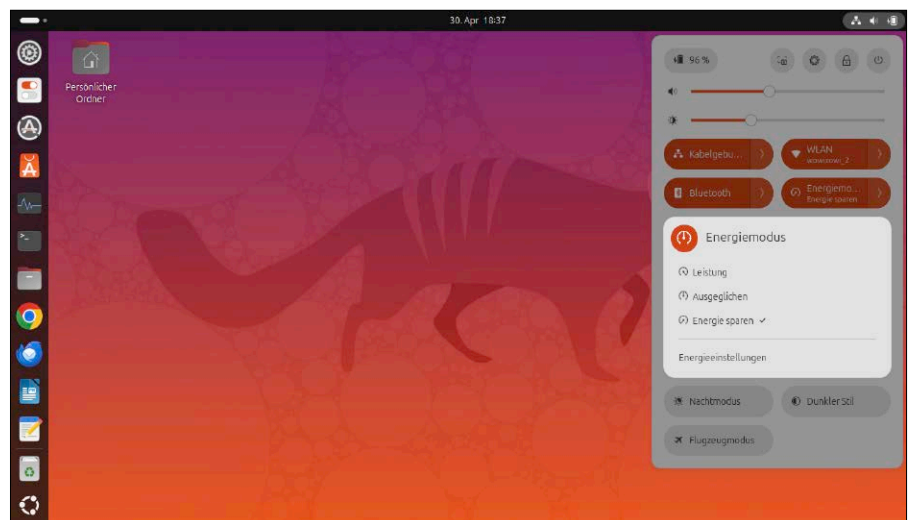 30. Apr 18:37
Persönlicher
Ordner
96 %
Kabelgebu...
WLAN
Bluetooth
Energiemo...
Energie sparen
Energiemodus
Leistung
Ausgeglichen
Energie sparen
Energieeinstellungen
Nachtmodus
Dunkler Stil
Flugzeugmodus